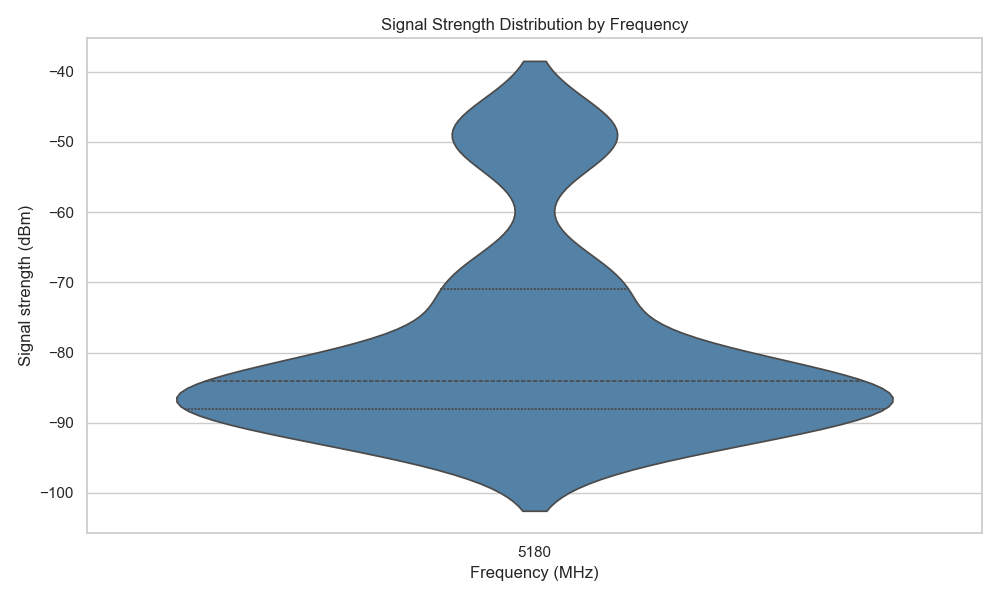 Signal Strength Distribution by Frequency
Signal strength (dBm)
−40
−50
−60
−70
−80
−90
−100
5180
Frequency (MHz)